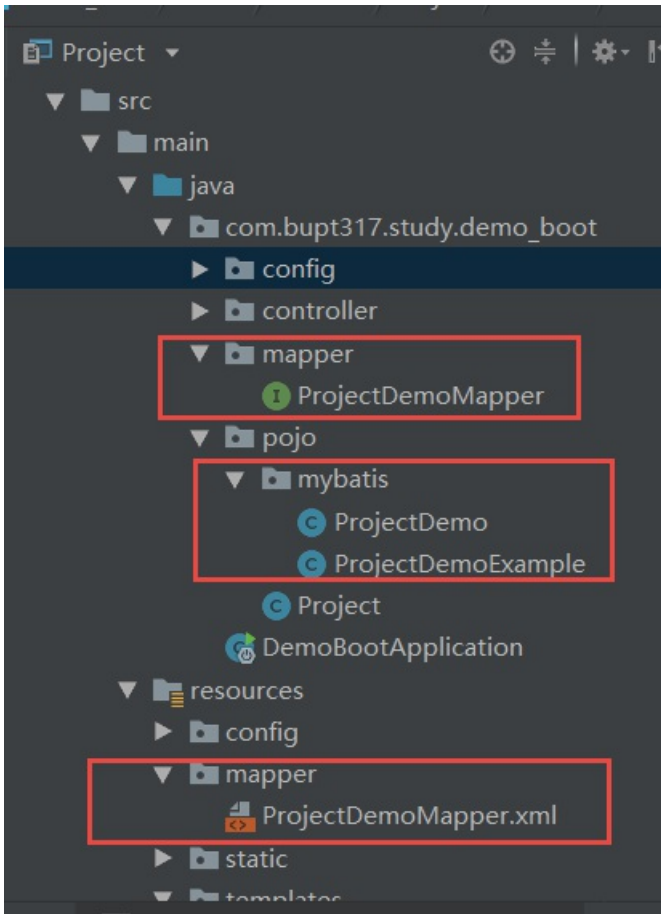 Project
src
main
java
com.bupt317.study.demo_boot
config
controller
mapper
I ProjectDemoMapper
pojo
mybatis
C ProjectDemo
C ProjectDemoExample
C Project
DemoBootApplication
resources
config
mapper
ProjectDemoMapper.xml
static
templates